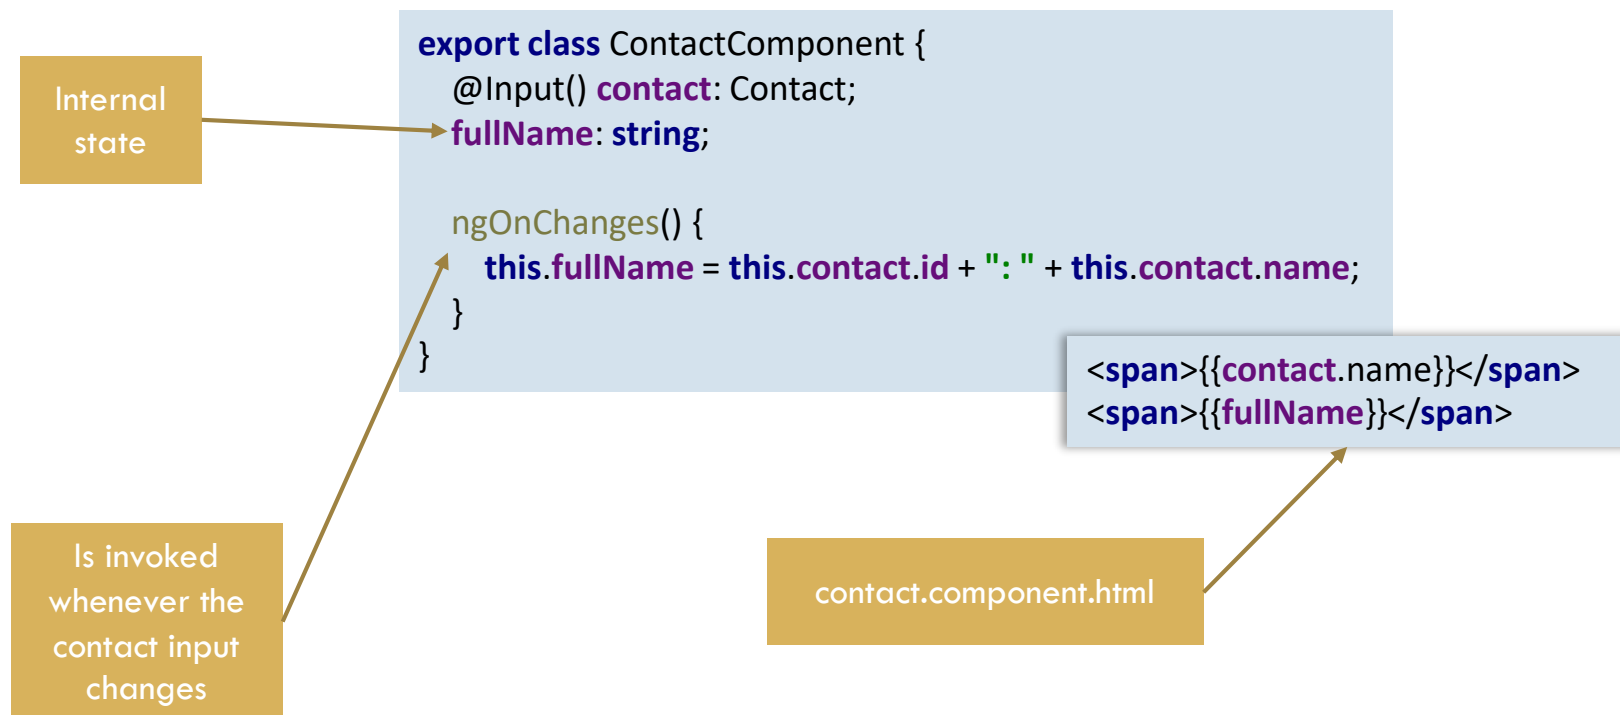 export class ContactComponent {
@Input() contact: Contact;
fullName: string;
ngOnChanges() {
this.fullName = this.contact.id + ": " + this.contact.name;
}
}
Internal
state
<span>{{contact.name}}</span>
<span>{{fullName}}</span>
Is invoked
whenever the
contact input
changes
contact.component.html